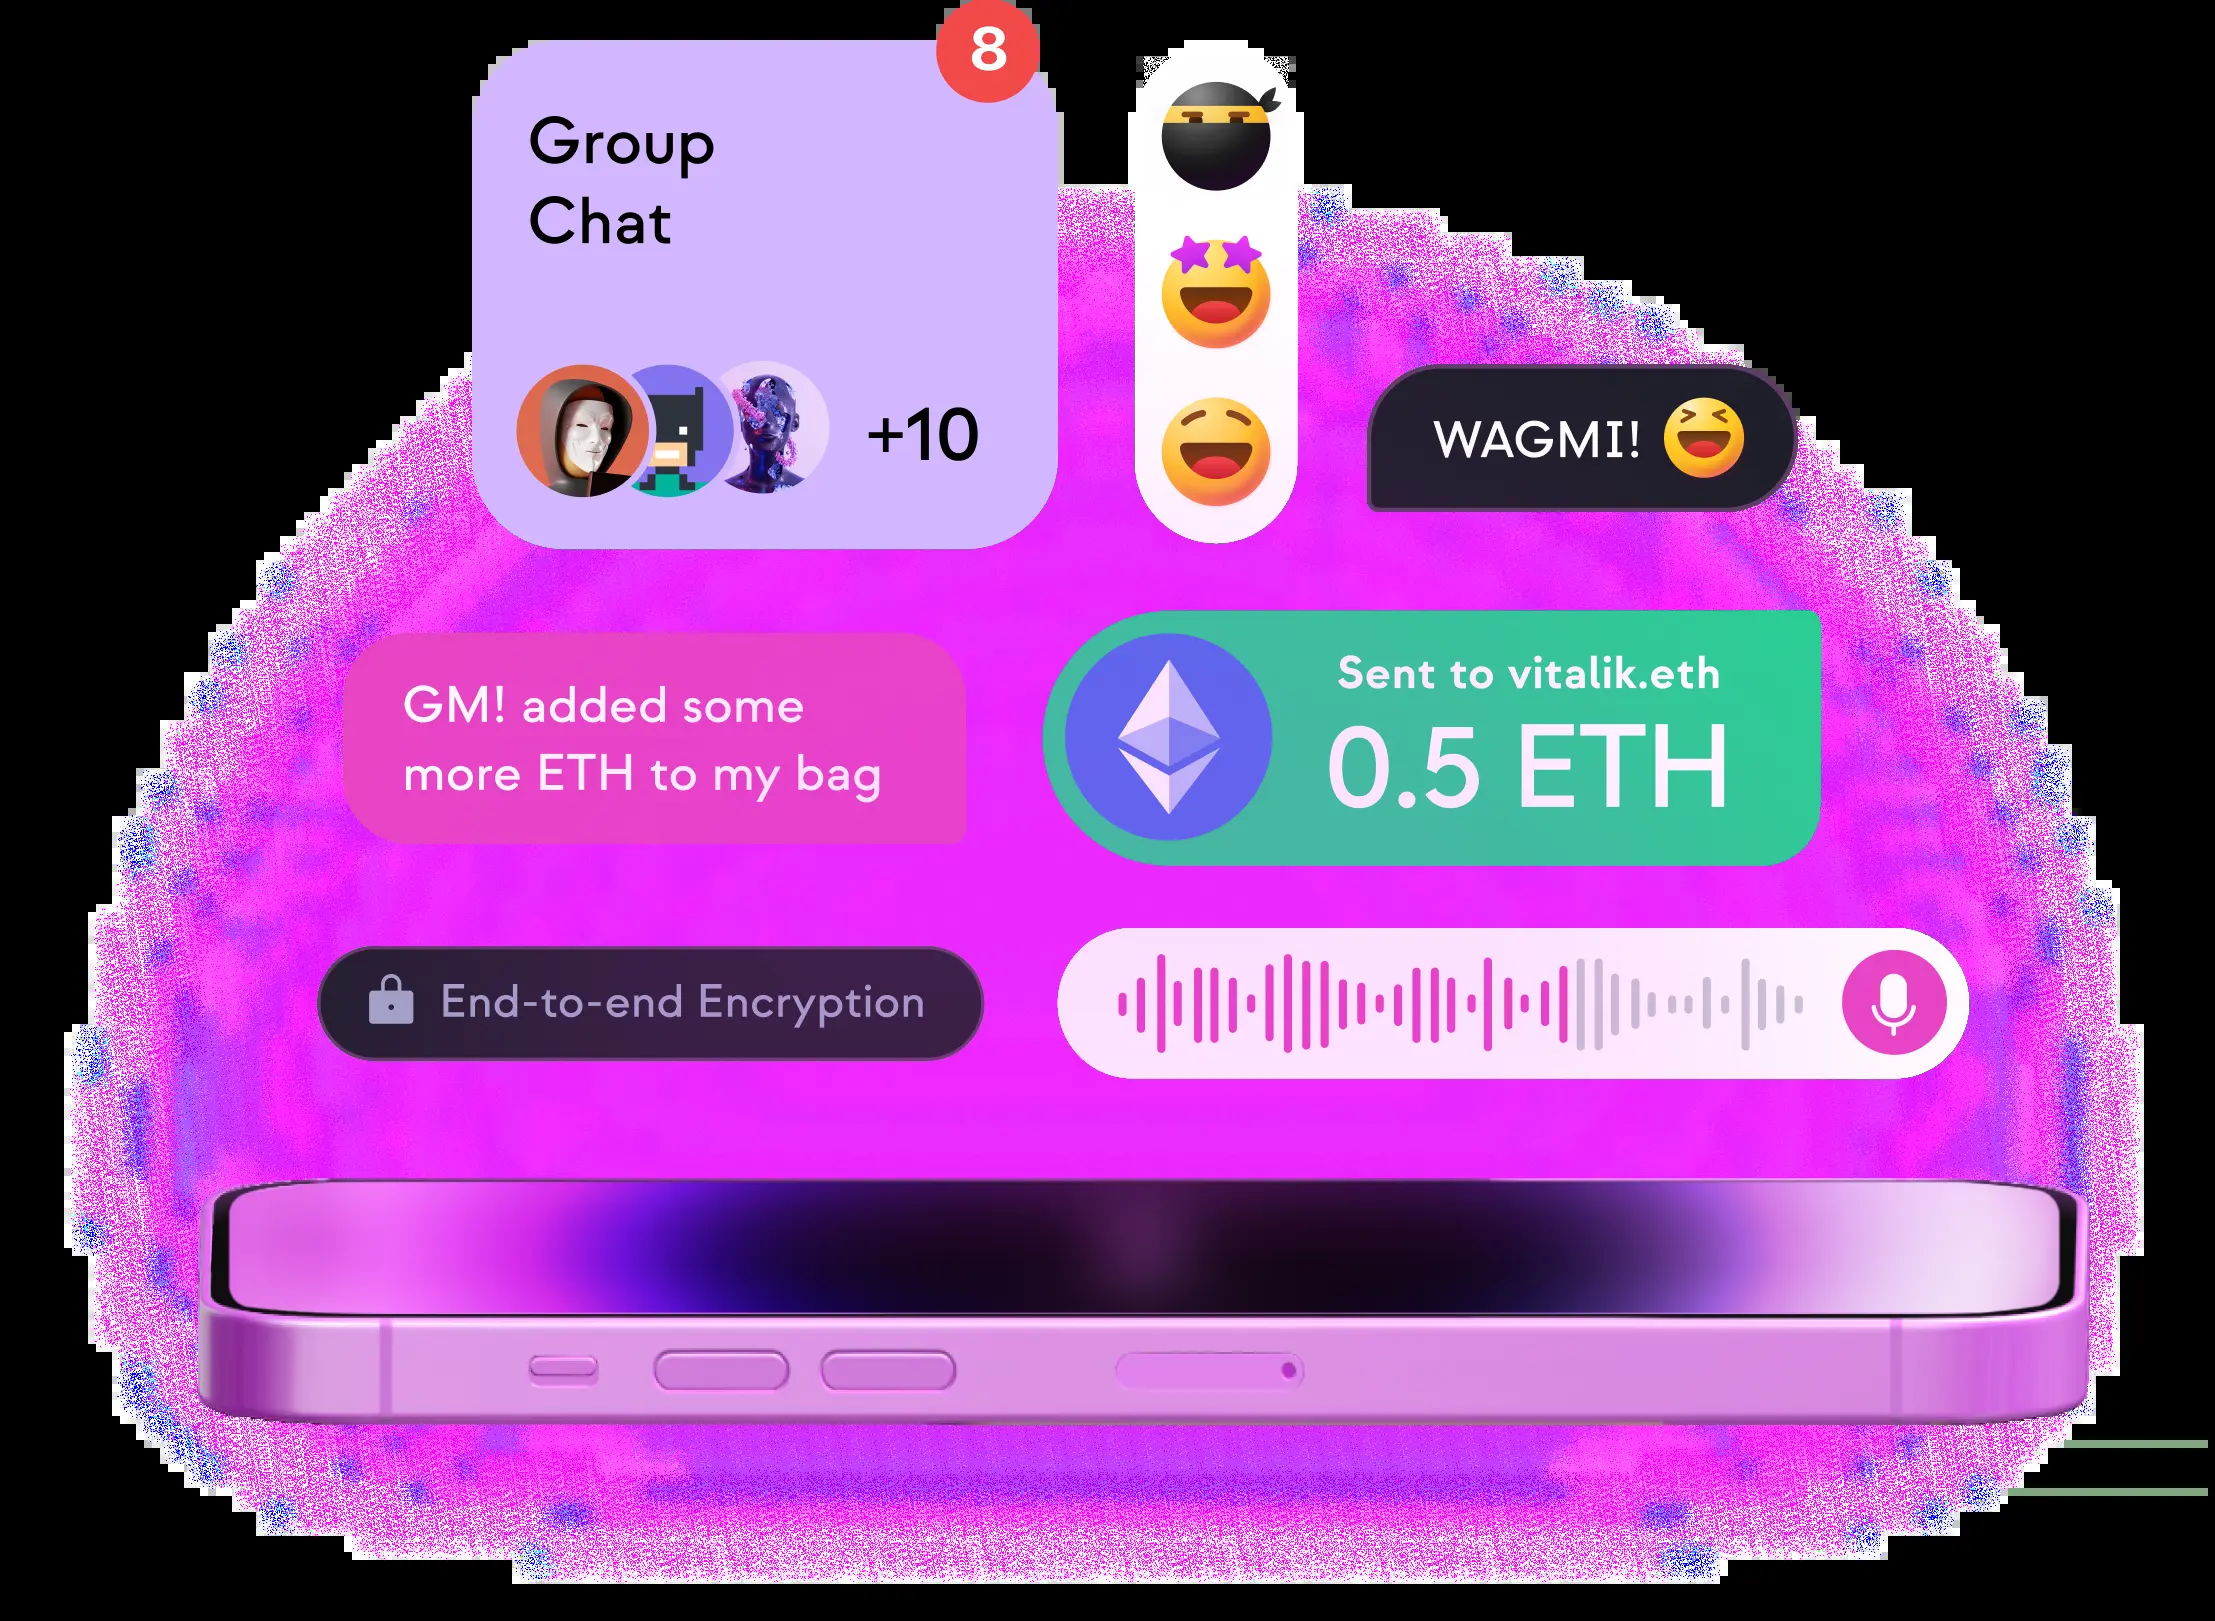 8
Group
Chat
+10
WAGMI!
GM! added some
more ETH to my bag
Sent to vitalik.eth
0.5 ETH
End-to-end Encryption